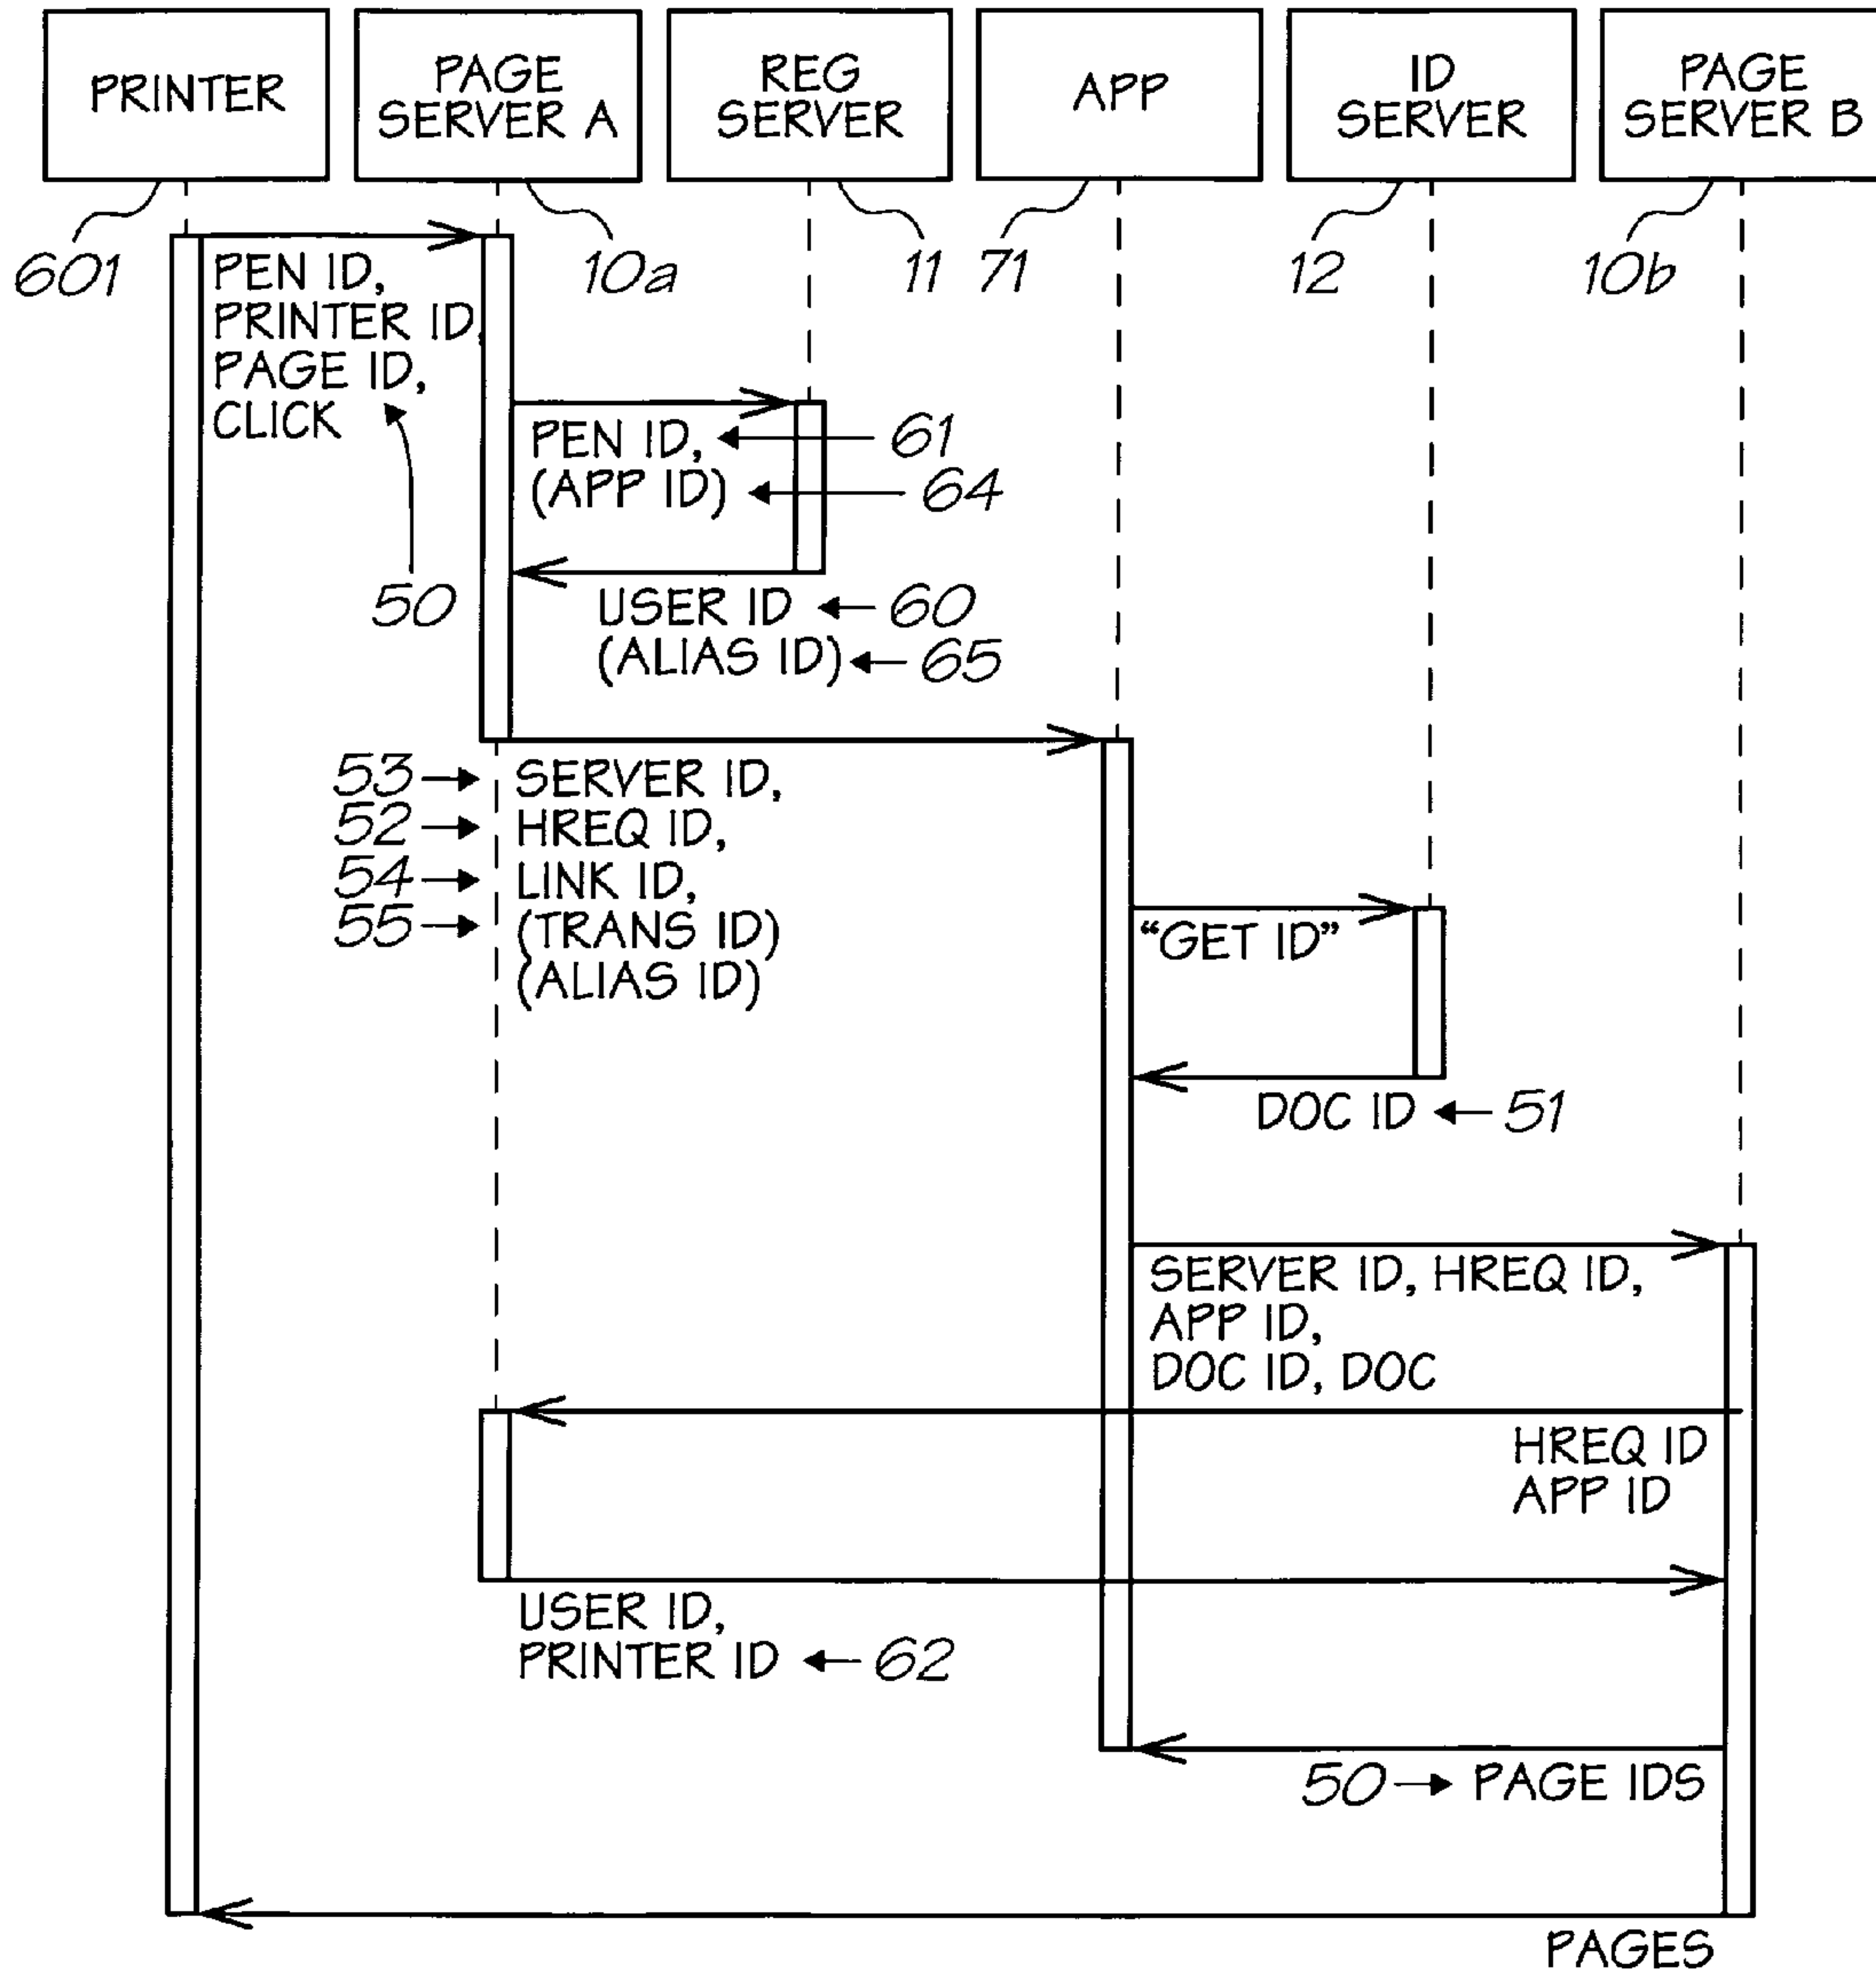 PRINTER
PAGE
SERVER A
REG
SERVER
APP
ID
SERVER
PAGE
SERVER B
601
10a
11
71
12
10b
PEN ID,
PRINTER ID,
PAGE ID,
CLICK
50
PEN ID,
61
(APP ID)
64
USER ID
60
(ALIAS ID)
65
53
SERVER ID,
52
HREQ ID,
54
LINK ID,
55
(TRANS ID)
(ALIAS ID)
“GET ID”
DOC ID
51
SERVER ID, HREQ ID,
APP ID,
DOC ID, DOC
HREQ ID
APP ID
USER ID,
PRINTER ID
62
50
PAGE IDS
PAGES